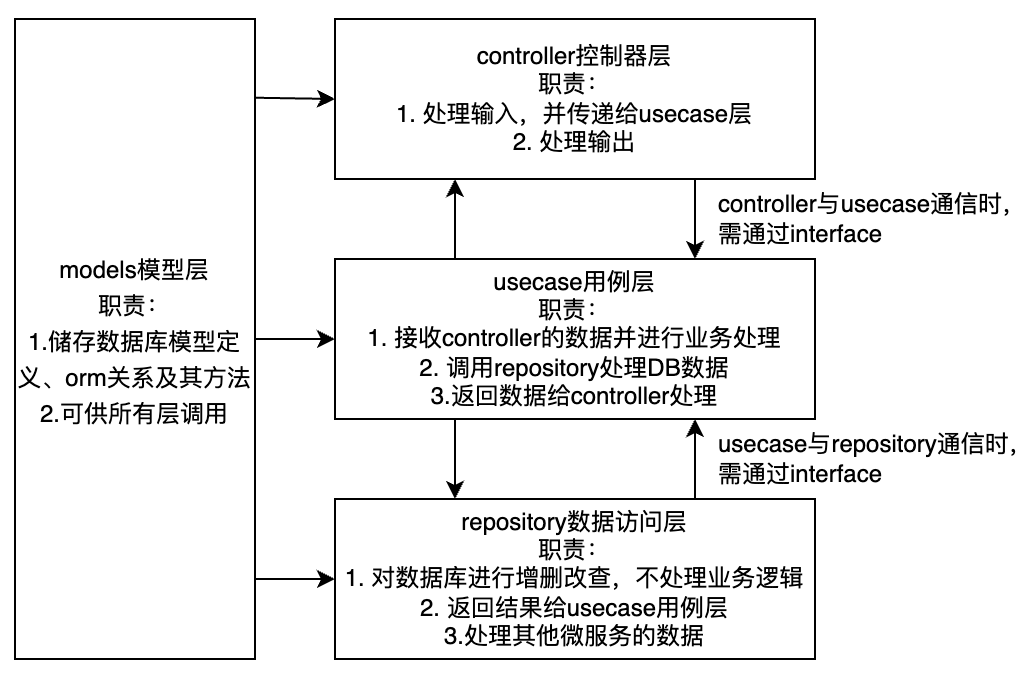 models模型层
职责：
1.储存数据库模型定
义、orm关系及其方法
2.可供所有层调用
controller控制器层
职责：
1. 处理输入，并传递给usecase层
2. 处理输出
controller与usecase通信时，
需通过interface
usecase用例层
职责：
1. 接收controller的数据并进行业务处理
2. 调用repository处理DB数据
3.返回数据给controller处理
usecase与repository通信时，
需通过interface
repository数据访问层
职责：
1. 对数据库进行增删改查，不处理业务逻辑
2. 返回结果给usecase用例层
3.处理其他微服务的数据